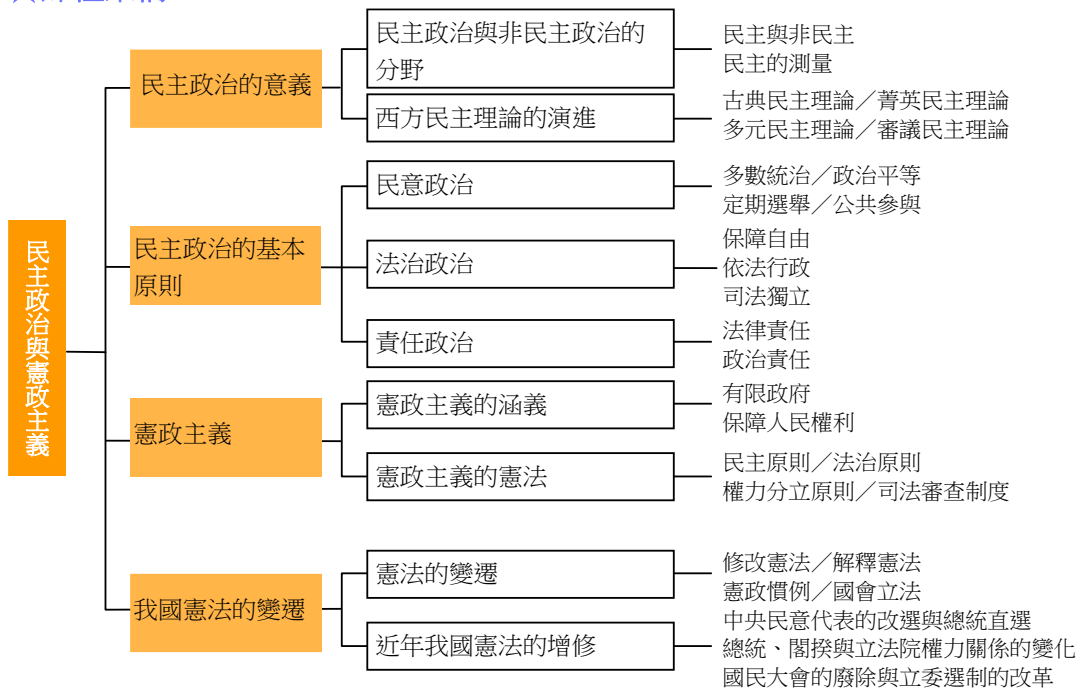 民主政治與憲政主義
民主政治的意義
民主政治與非民主政治的
分野
民主與非民主
民主的測量
西方民主理論的演進
古典民主理論／菁英民主理論
多元民主理論／審議民主理論
民主政治的基本
原則
民意政治
多數統治／政治平等
定期選舉／公共參與
法治政治
保障自由
依法行政
司法獨立
責任政治
法律責任
政治責任
憲政主義
憲政主義的涵義
有限政府
保障人民權利
憲政主義的憲法
民主原則／法治原則
權力分立原則／司法審查制度
我國憲法的變遷
憲法的變遷
修改憲法／解釋憲法
憲政慣例／國會立法
近年我國憲法的增修
中央民意代表的改選與總統直選
總統、閣揆與立法院權力關係的變化
國民大會的廢除與立委選制的改革